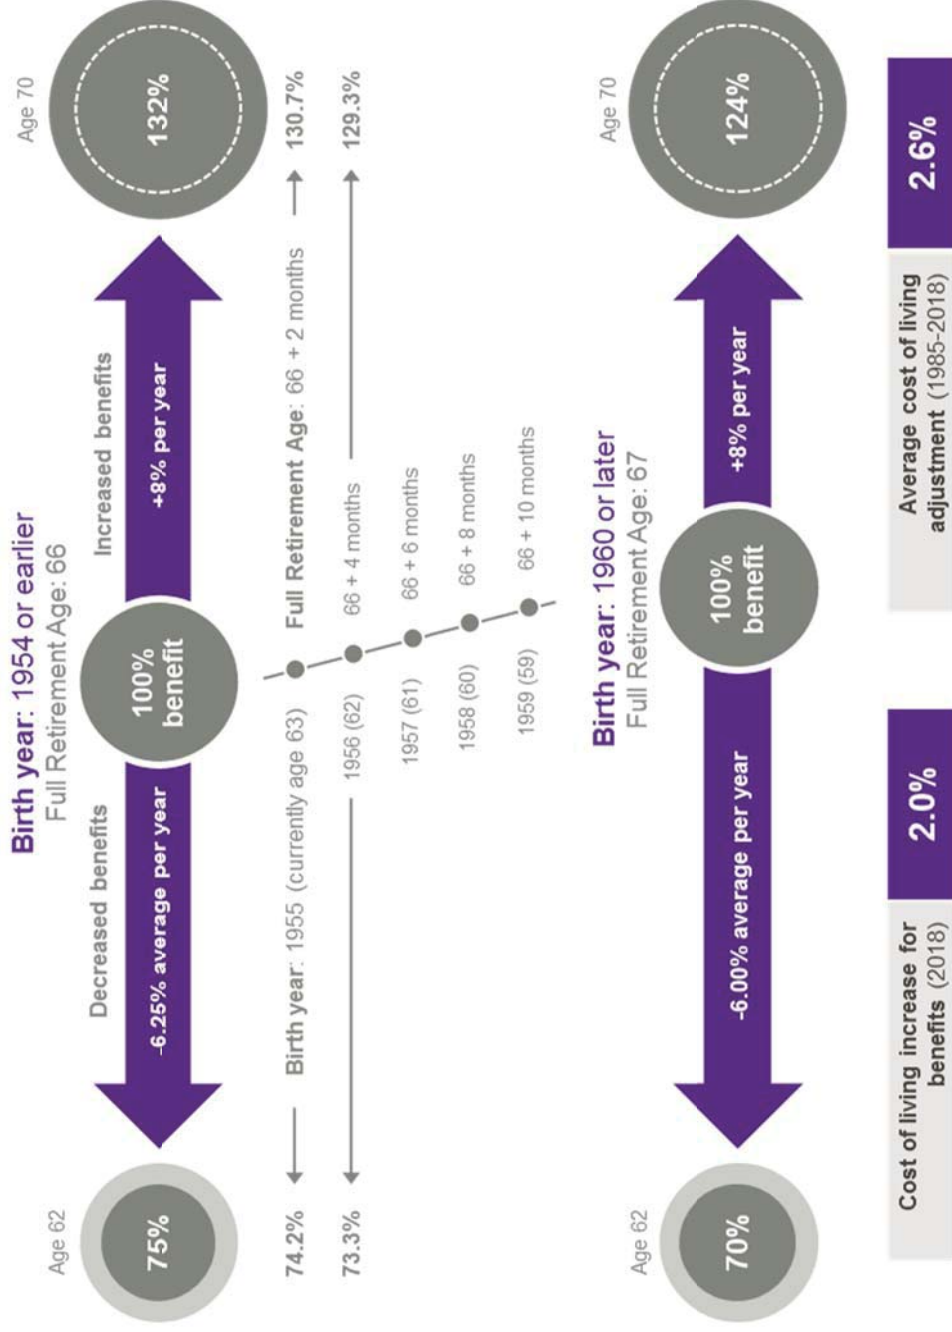 Birth year: 1954 or earlier
Full Retirement Age: 66
Age 62
Decreased benefits
Increased benefits
Age 70
75%
-6.25% average per year
100%
benefit
+8% per year
132%
74.2%
Birth year: 1955 (currently age 63)
Full Retirement Age: 66 + 2 months
130.7%
73.3%
1956 (62)
66 + 4 months
129.3%
1957 (61)
66 + 6 months
1958 (60)
66 + 8 months
1959 (59)
66 + 10 months
Birth year: 1960 or later
Full Retirement Age: 67
Age 62
Age 70
70%
-6.00% average per year
100%
benefit
+8% per year
124%
Cost of living increase for
benefits (2018)
2.0%
Average cost of living
adjustment (1985-2018)
2.6%